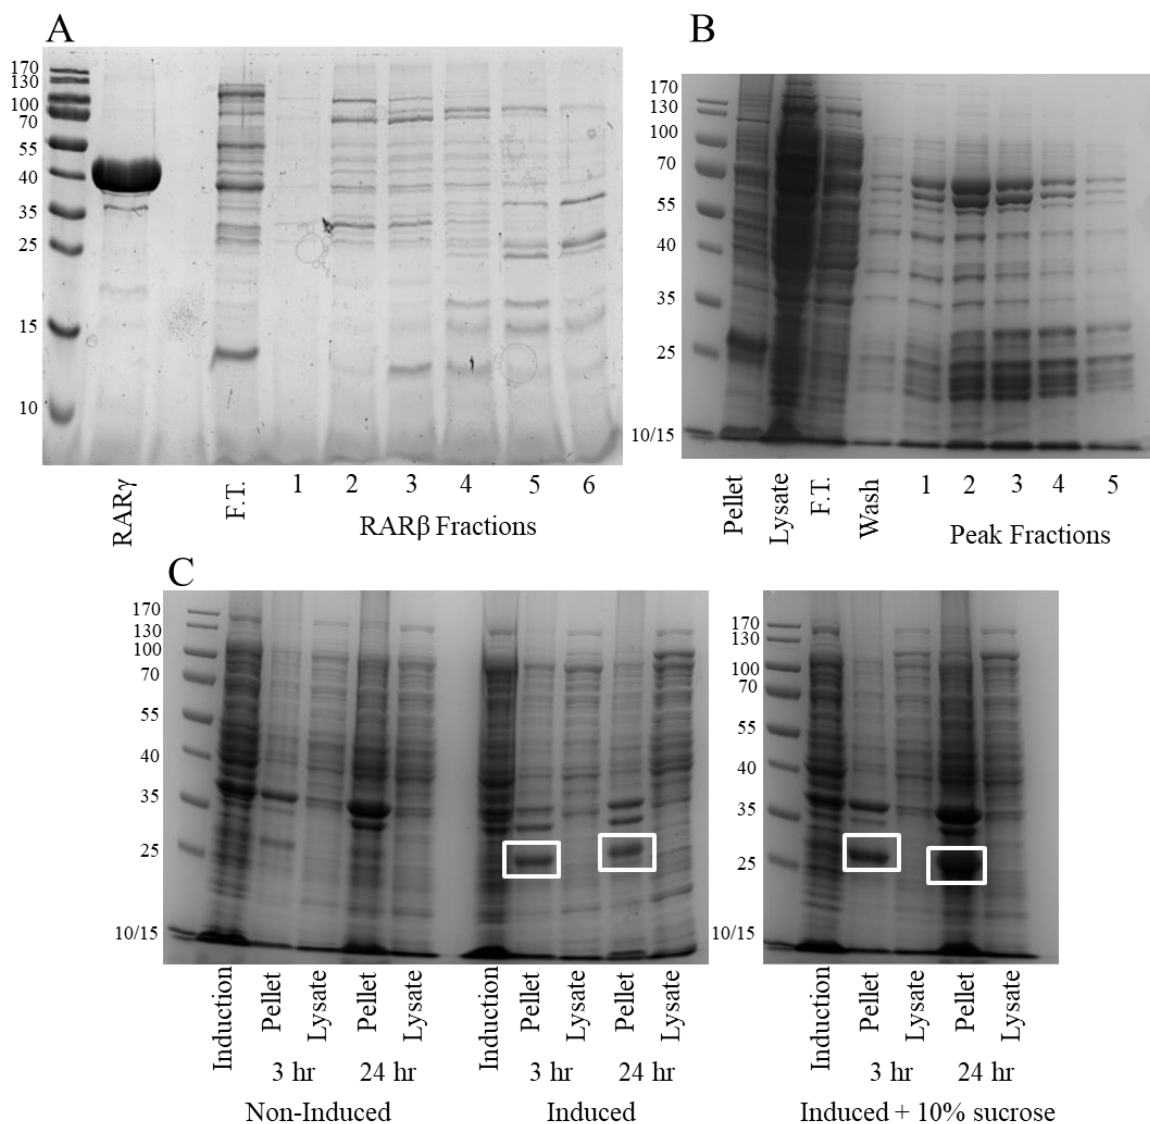 A
170
130
100
70
55
40
35
25
15
10
RARγ
F.T.
1 2 3 4 5 6
RARβ Fractions
B
170
130
100
70
55
40
35
25
10/15
Pellet
Lysate
F.T.
Wash
1 2 3 4 5
Peak Fractions
C
170
130
100
70
55
40
35
25
10/15
Induction
Pellet
Lysate
Pellet
Lysate
3 hr 24 hr
Non-Induced
Induction
Pellet
Lysate
Pellet
Lysate
3 hr 24 hr
Induced
170
130
100
70
55
40
35
25
10/15
Induction
Pellet
Lysate
Pellet
Lysate
3 hr 24 hr
Induced + 10% sucrose